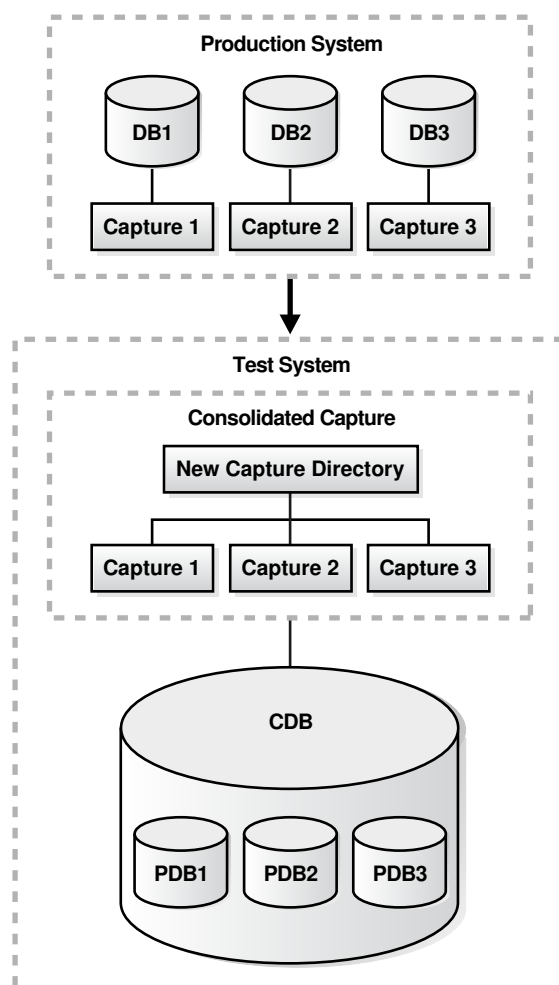 Production System
DB1
DB2
DB3
Capture 1
Capture 2
Capture 3
Test System
Consolidated Capture
New Capture Directory
Capture 1
Capture 2
Capture 3
CDB
PDB1
PDB2
PDB3